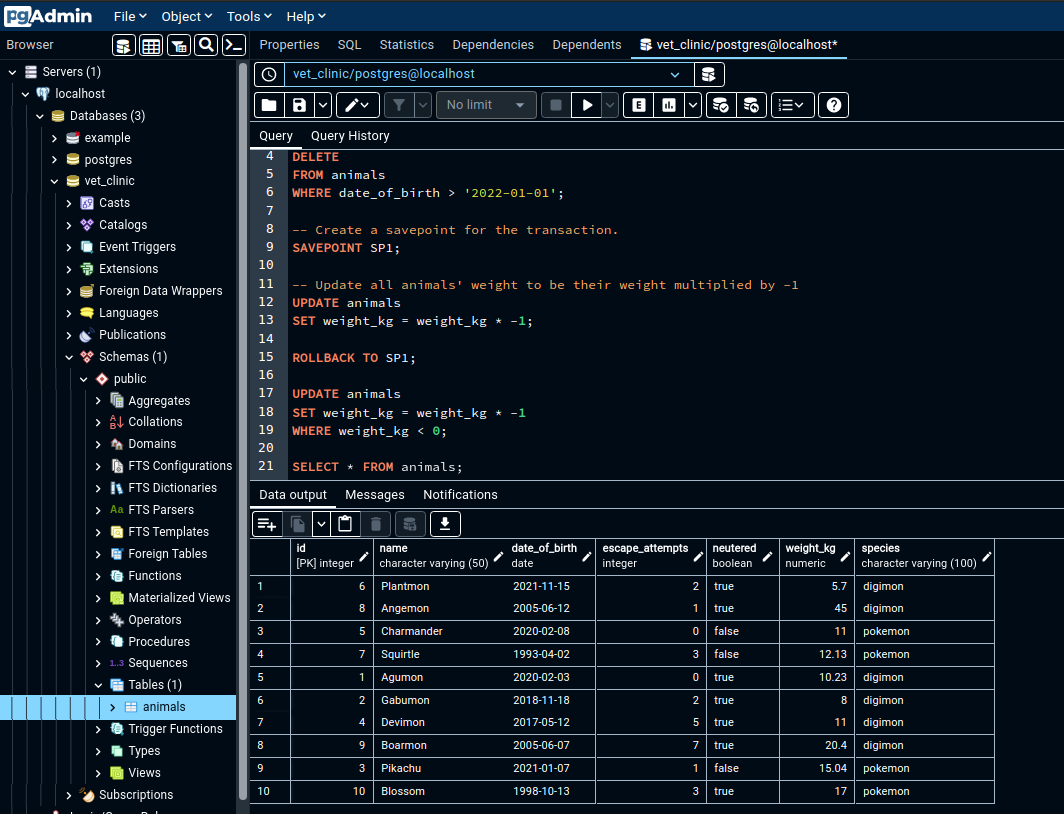 pgAdmin File Object Tools Help
Browser Properties SQL Statistics Dependencies Dependents vet_clinic/postgres@localhost*
Servers (1)
localhost
Databases (3)
example
postgres
vet_clinic
Casts
Catalogs
Event Triggers
Extensions
Foreign Data Wrappers
Languages
Publications
Schemas (1)
public
Aggregates
Collations
Domains
FTS Configurations
FTS Dictionaries
FTS Parsers
FTS Templates
Foreign Tables
Functions
Materialized Views
Operators
Procedures
1..3 Sequences
Tables (1)
animals
Trigger Functions
Types
Views
Subscriptions
vet_clinic/postgres@localhost
No limit E
Query Query History
4 DELETE
5 FROM animals
6 WHERE date_of_birth > '2022-01-01';
7
8 -- Create a savepoint for the transaction.
9 SAVEPOINT SP1;
10
11 -- Update all animals' weight to be their weight multiplied by -1
12 UPDATE animals
13 SET weight_kg = weight_kg * -1;
14
15 ROLLBACK TO SP1;
16
17 UPDATE animals
18 SET weight_kg = weight_kg * -1
19 WHERE weight_kg < 0;
20
21 SELECT * FROM animals;
Data output Messages Notifications
id name date_of_birth escape_attempts neutered weight_kg species
[PK] integer character varying (50) date integer boolean numeric character varying (100)
1 6 Plantmon 2021-11-15 2 true 5.7 digimon
2 8 Angemon 2005-06-12 1 true 45 digimon
3 5 Charmander 2020-02-08 0 false 11 pokemon
4 7 Squirtle 1993-04-02 3 false 12.13 pokemon
5 1 Agumon 2020-02-03 0 true 10.23 digimon
6 2 Gabumon 2018-11-18 2 true 8 digimon
7 4 Devimon 2017-05-12 5 true 11 digimon
8 9 Boarmon 2005-06-07 7 true 20.4 digimon
9 3 Pikachu 2021-01-07 1 false 15.04 pokemon
10 10 Blossom 1998-10-13 3 true 17 pokemon